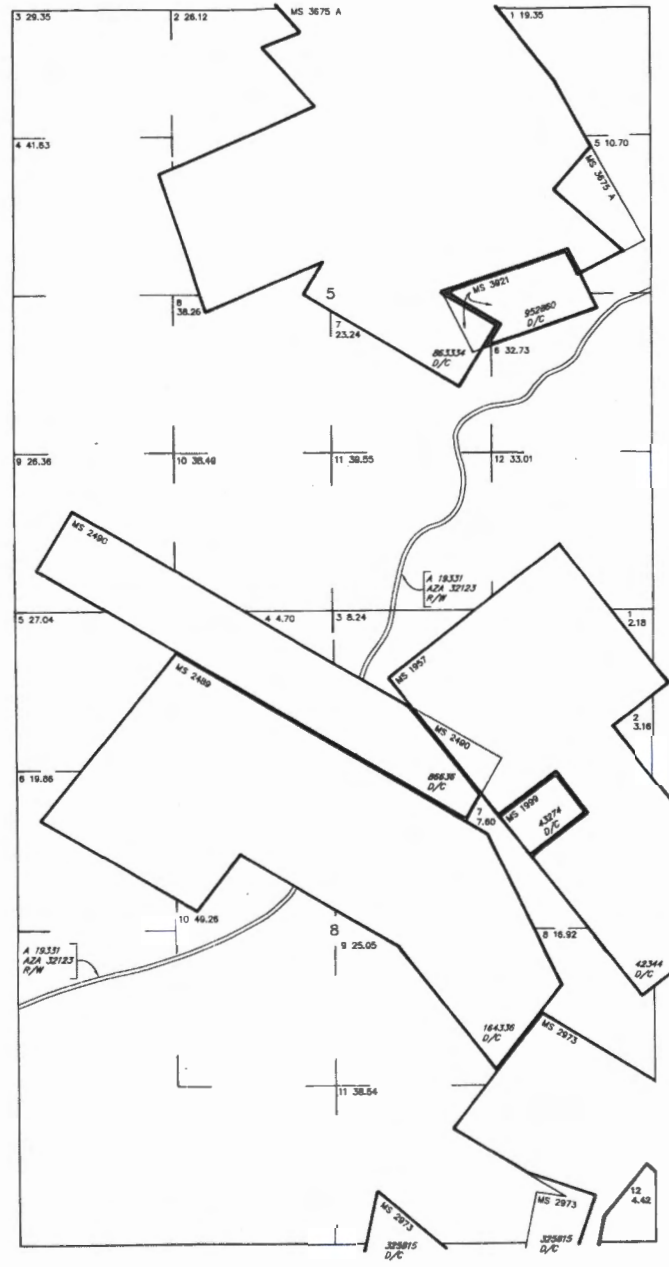 3 29.35
2 26.12
MS 3675 A
1 19.35
4 41.63
5 10.70
MS 3675 A
8
38.26
5
7
23.24
MS 3921
952860
D/C
863334
D/C
6 32.73
9 26.36
10 38.49
11 39.55
12 33.01
MS 2490
A 19331
AZA 32123
R/W
5 27.04
4 4.70
3 8.24
1
2.18
MS 2489
MS 1957
2
3.16
MS 2490
6 19.86
86636
D/C
7
7.60
MS 1999
43274
D/C
10 49.26
8
9 25.05
8 16.92
A 19331
AZA 32123
R/W
42344
D/C
164336
D/C
MS 2973
11 38.54
12
4.42
MS 2973
325815
D/C
MS 2973
325815
D/C